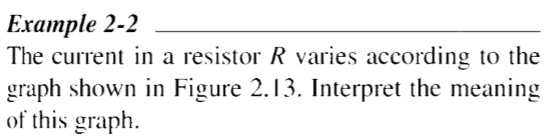 Example 2-2
The current in a resistor R varies according to the
graph shown in Figure 2.13. Interpret the meaning
of this graph.